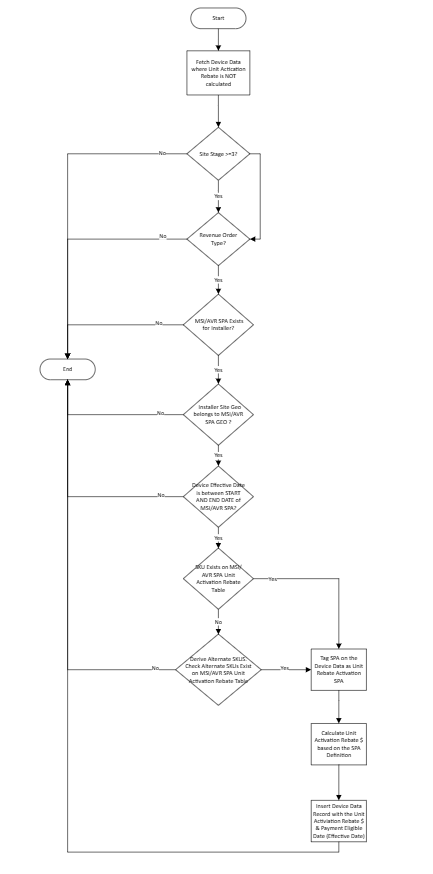 Start
Fetch Device Data
where Unit Activation
Rebate is NOT
calculated
Site Stage >=3?
No
Yes
Revenue Order
Type?
No
Yes
MSI/AVR SPA Exists
for Installer?
No
Yes
End
Installer Site Geo
belongs to MSI/AVR
SPA GEO ?
No
Yes
Device Effective Date
is between START
AND END DATE of
MSI/AVR SPA?
No
Yes
SKU Exists on MSI/
AVR SPA Unit
Activation Rebate
Table
Yes
No
Derive Alternate SKUS.
Check Alternate SKUs Exist
on MSI/AVR SPA Unit
Activation Rebate Table
No
Yes
Tag SPA on the
Device Data as Unit
Rebate Activation
SPA
Calculate Unit
Activation Rebate $
based on the SPA
Definition
Insert Device Data
Record with the Unit
Activiation Rebate $
& Payment Eligible
Date (Effective Date)